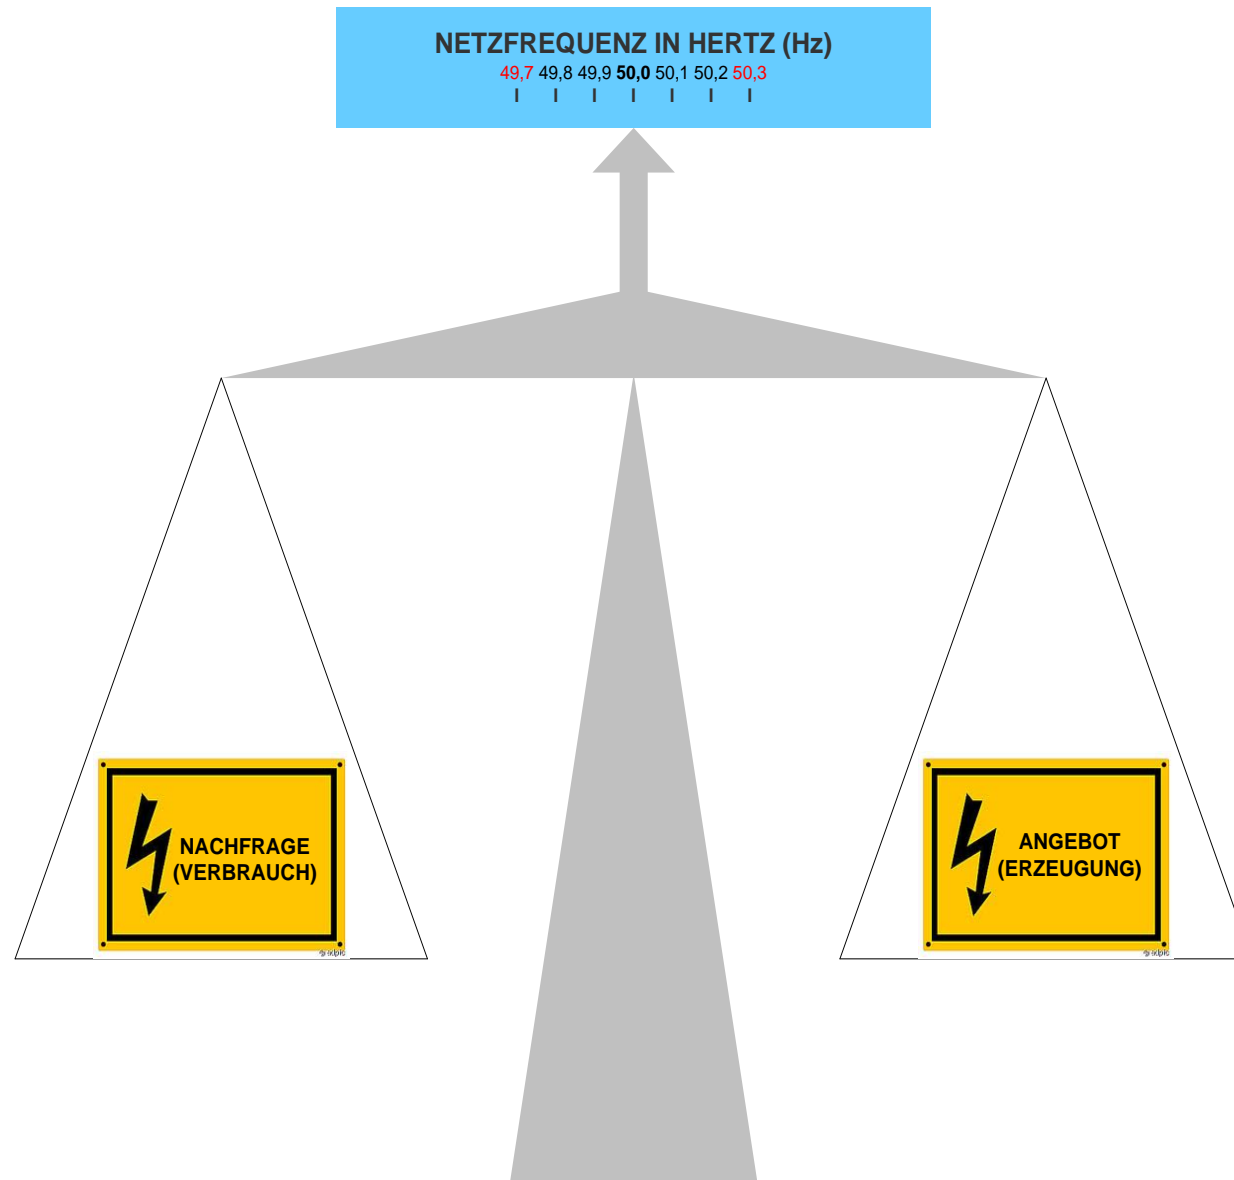 NETZFREQUENZ IN HERTZ (Hz)
49,7 49,8 49,9 50,0 50,1 50,2 50,3
NACHFRAGE
(VERBRAUCH)
ANGEBOT
(ERZEUGUNG)